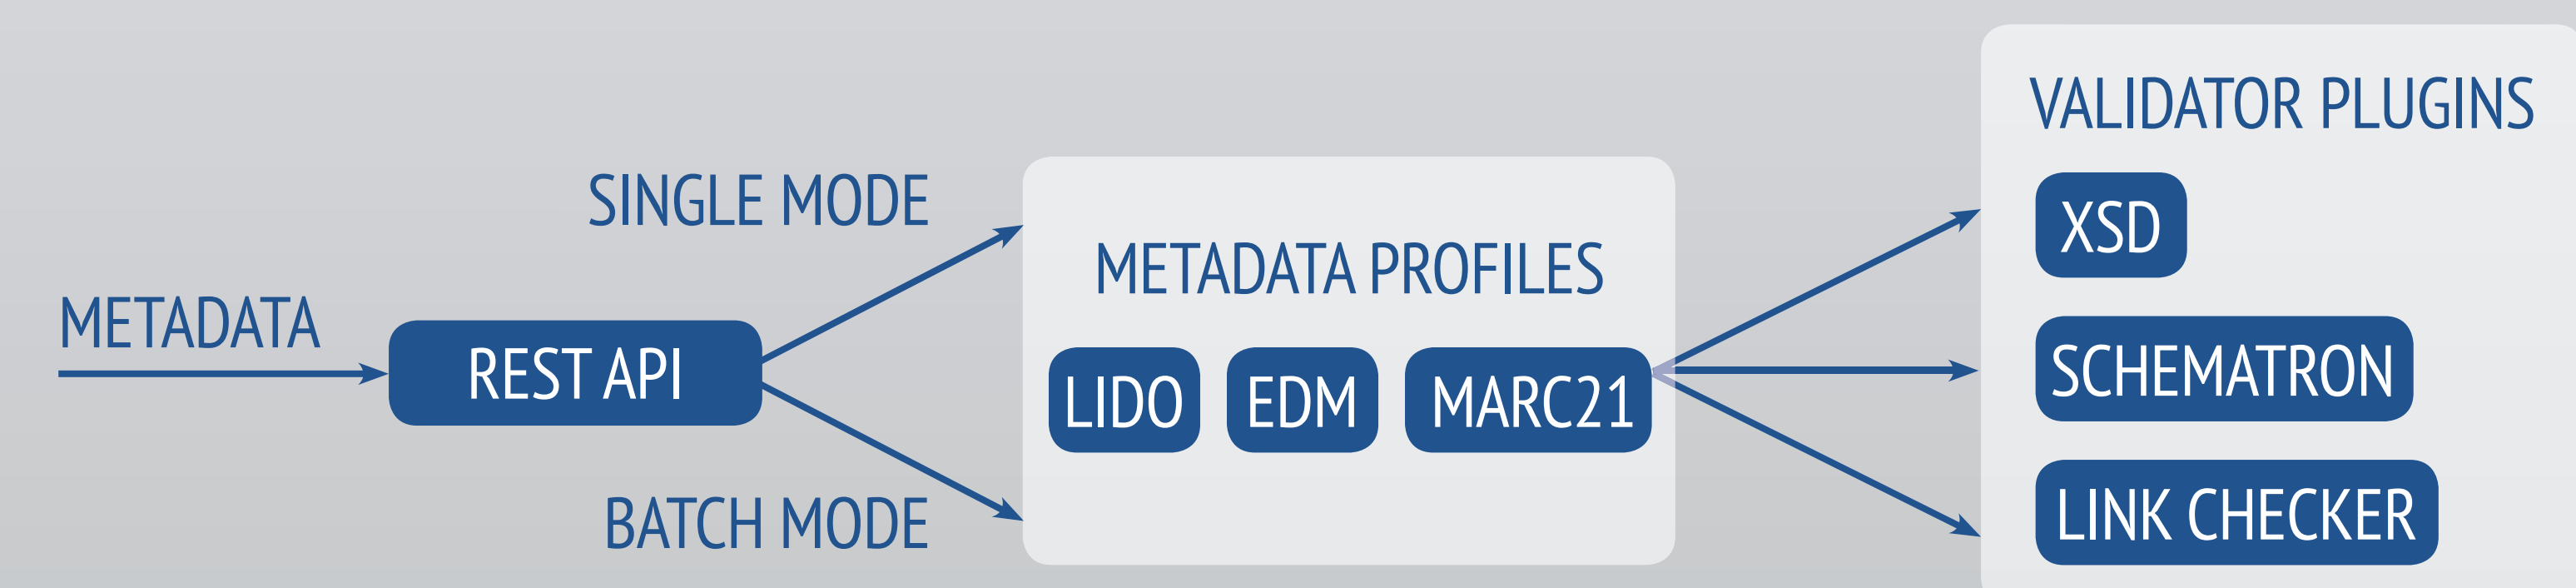 METADATA
REST API
SINGLE MODE
BATCH MODE
METADATA PROFILES
LIDO EDM MARC21
VALIDATOR PLUGINS
XSD
SCHEMATRON
LINK CHECKER